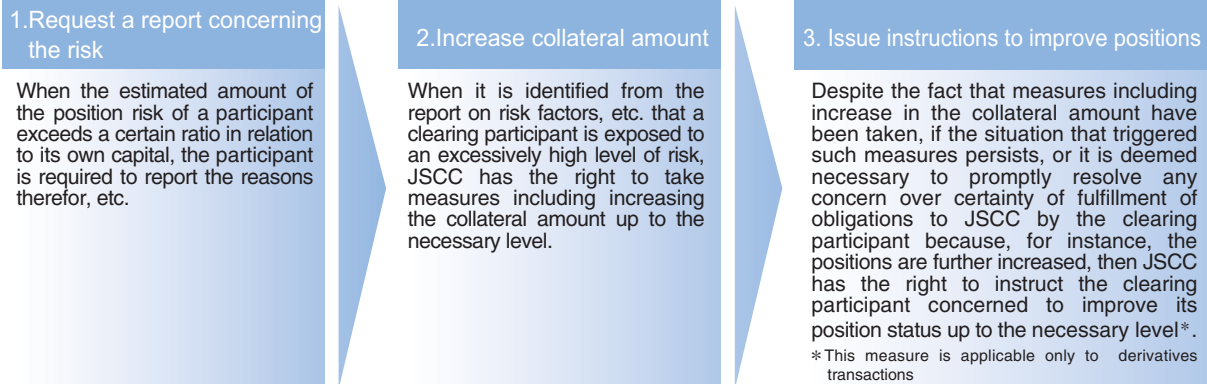 1.Request a report concerning
the risk
When the estimated amount of
the position risk of a participant
exceeds a certain ratio in relation
to its own capital, the participant
is required to report the reasons
therefor, etc.
2.Increase collateral amount
When it is identified from the
report on risk factors, etc. that a
clearing participant is exposed to
an excessively high level of risk,
JSCC has the right to take
measures including increasing
the collateral amount up to the
necessary level.
3. Issue instructions to improve positions
Despite the fact that measures including
increase in the collateral amount have
been taken, if the situation that triggered
such measures persists, or it is deemed
necessary to promptly resolve any
concern over certainty of fulfillment of
obligations to JSCC by the clearing
participant because, for instance, the
positions are further increased, then JSCC
has the right to instruct the clearing
participant concerned to improve its
position status up to the necessary level*.
* This measure is applicable only to derivatives
transactions